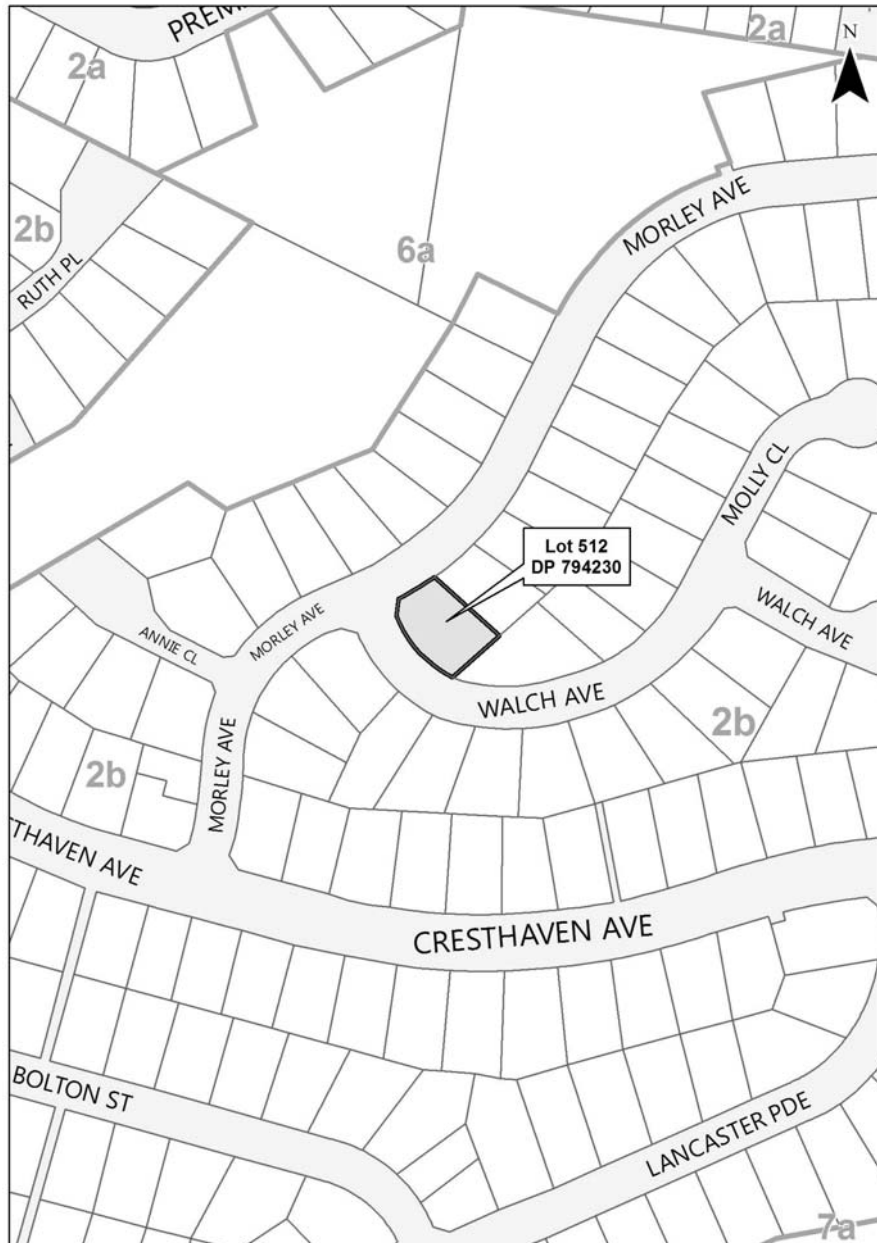 PREM
2a
2a
N
2b
RUTH PL
6a
MORLEY AVE
MOLLY CL
Lot 512
DP 794230
WALCH AVE
MORLEY AVE
ANNIE CL
WALCH AVE
2b
MORLEY AVE
2b
STHAVEN AVE
CRESTHAVEN AVE
BOLTON ST
LANCASTER PDE
7a